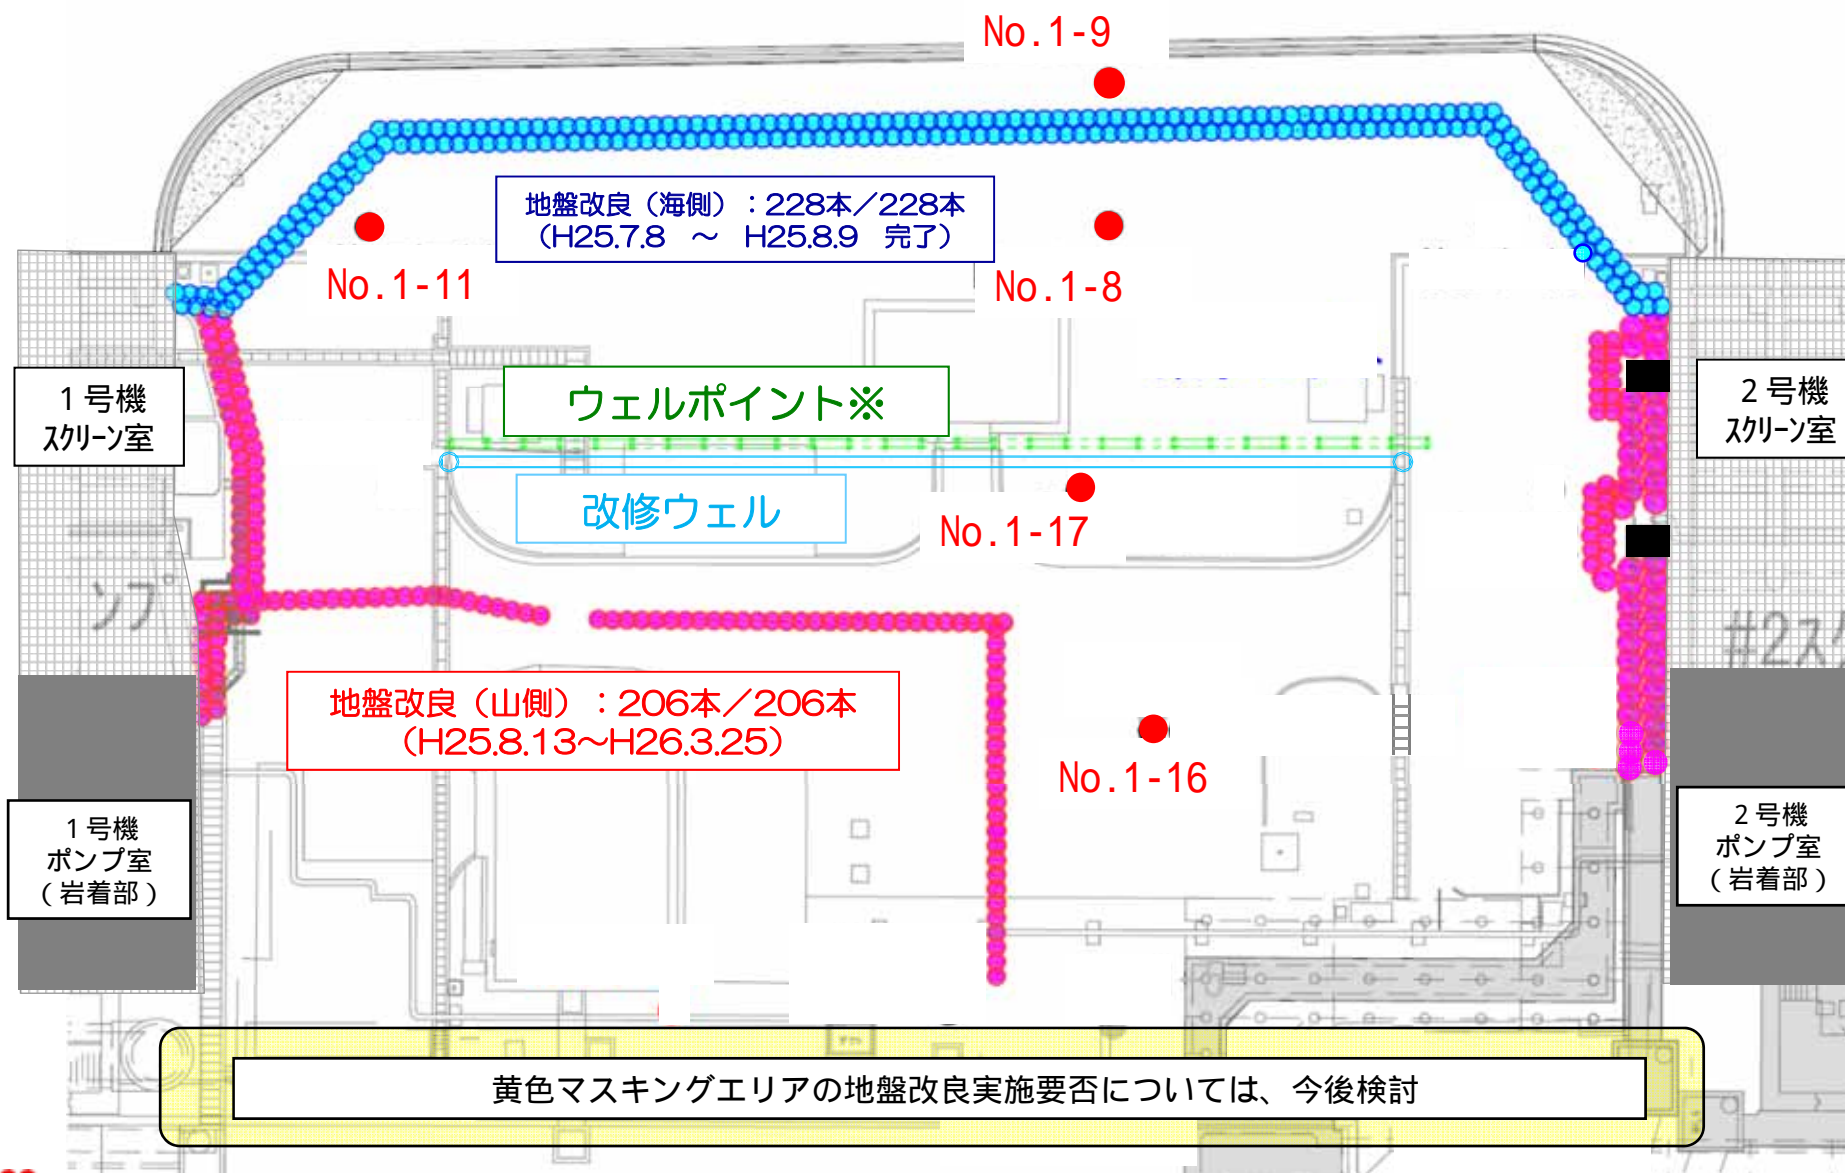 No.1-9
地盤改良（海側）：228本／228本
（H25.7.8　～　H25.8.9　完了）
No.1-11
No.1-8
1号機
スクリーン室
ウェルポイント※
2号機
スクリーン室
改修ウェル
No.1-17
ンプ
#2スク
地盤改良（山側）：206本／206本
（H25.8.13～H26.3.25）
No.1-16
1号機
ポンプ室
（岩着部）
2号機
ポンプ室
（岩着部）
黄色マスキングエリアの地盤改良実施要否については、今後検討